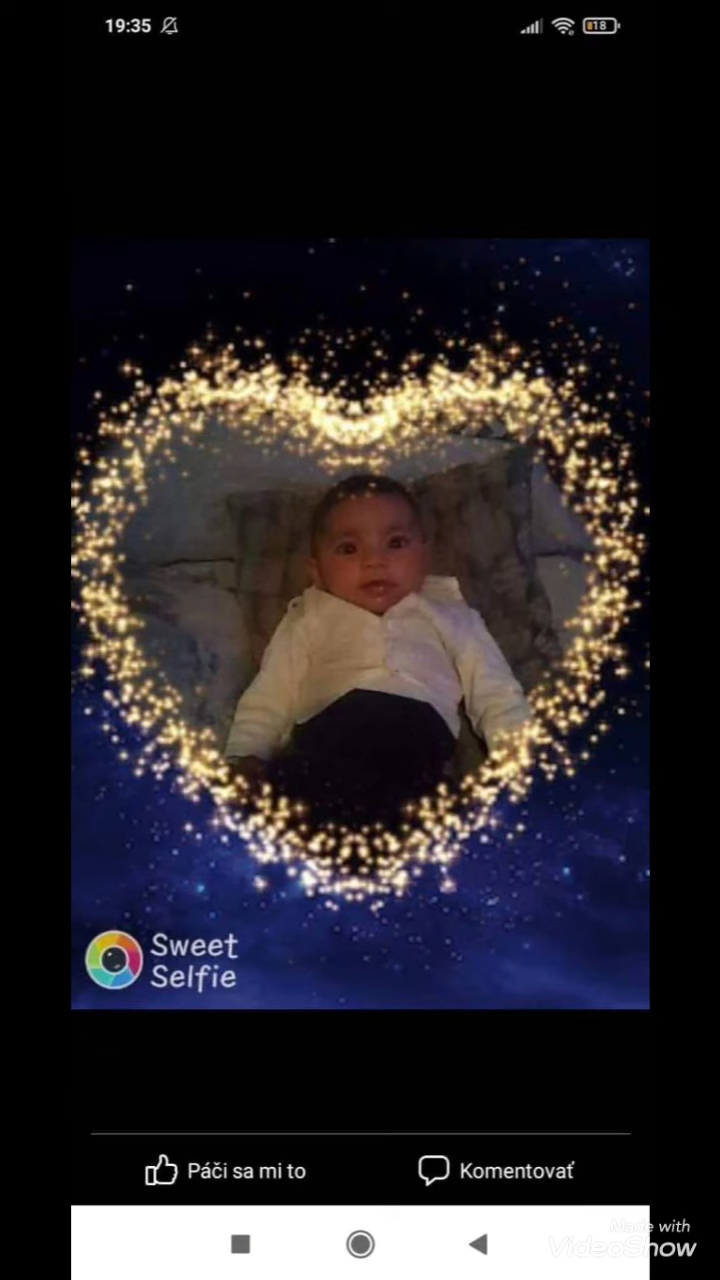 19:35
18
Sweet
Selfie
Páči sa mi to
Komentovať
Made with
VideoShow